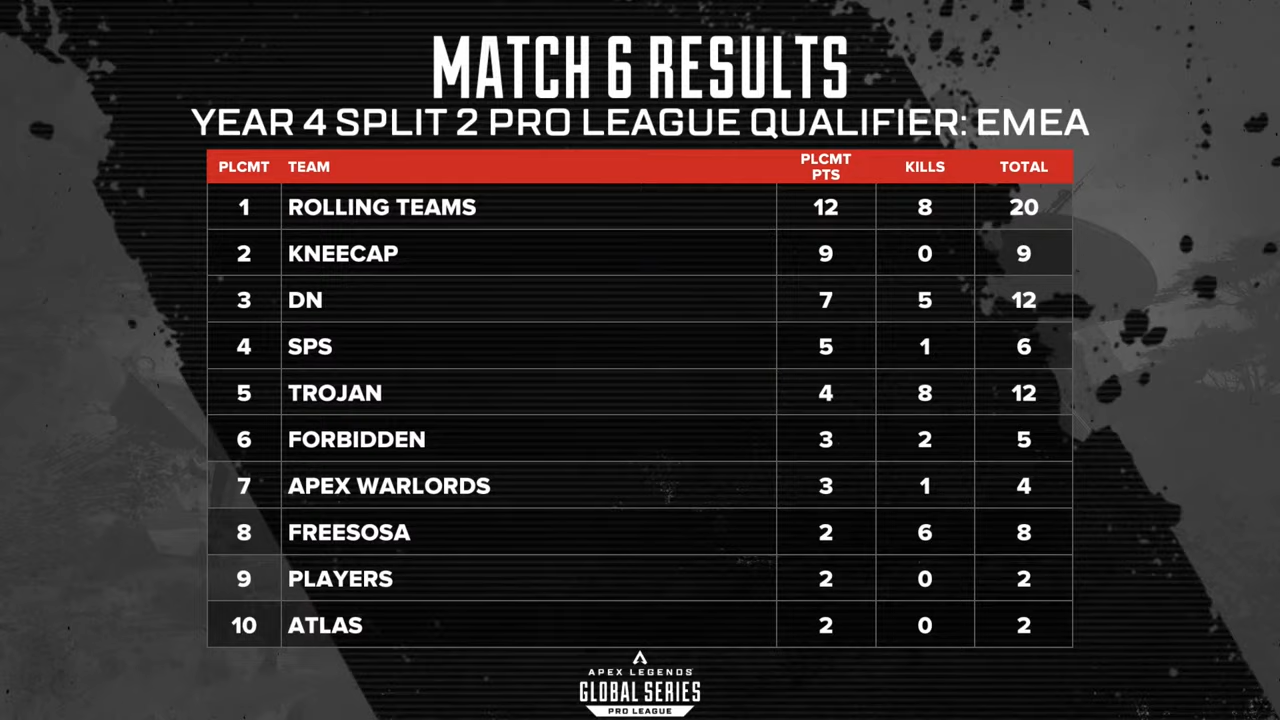 MATCH 6 RESULTS
YEAR 4 SPLIT 2 PRO LEAGUE QUALIFIER: EMEA
PLCMT TEAM PLCMT PTS KILLS TOTAL
1 ROLLING TEAMS 12 8 20
2 KNEECAP 9 0 9
3 DN 7 5 12
4 SPS 5 1 6
5 TROJAN 4 8 12
6 FORBIDDEN 3 2 5
7 APEX WARLORDS 3 1 4
8 FREESOSA 2 6 8
9 PLAYERS 2 0 2
10 ATLAS 2 0 2
APEX LEGENDS
GLOBAL SERIES
PRO LEAGUE